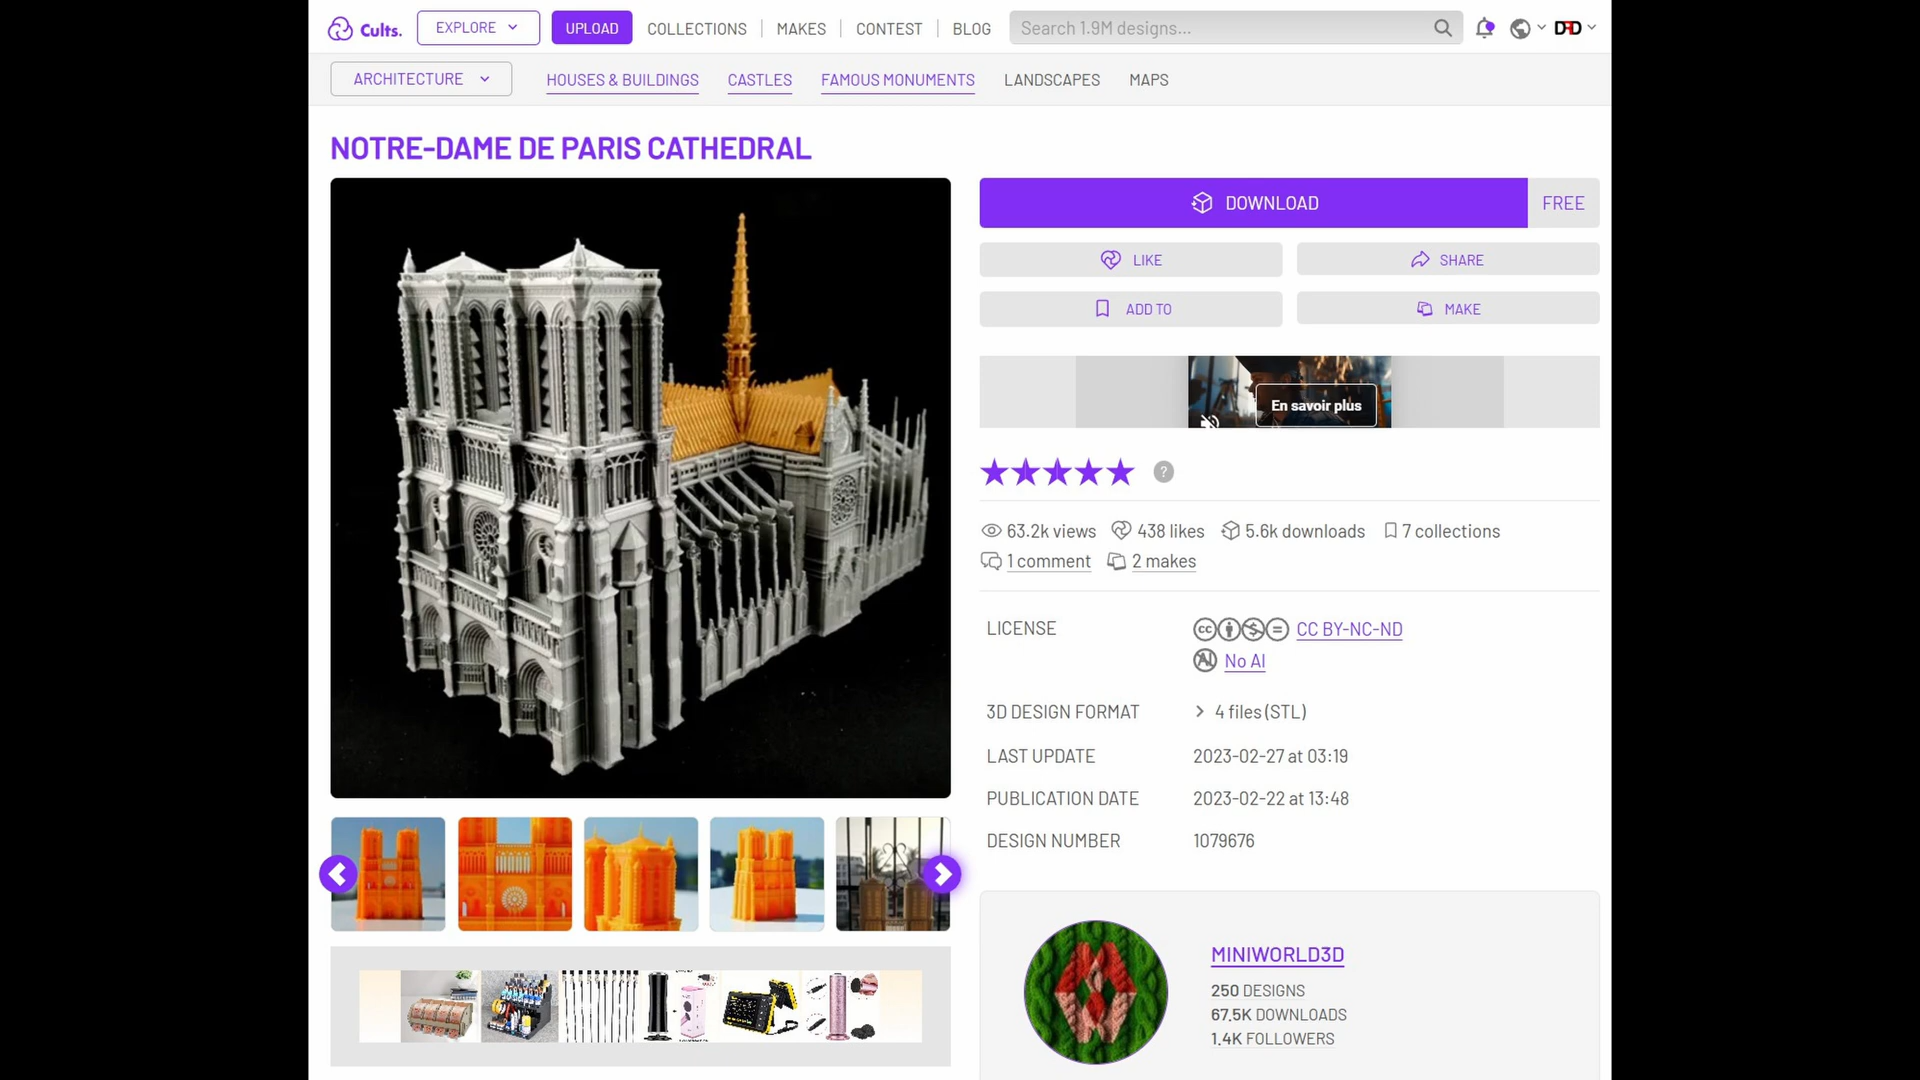 Cults.
EXPLORE
UPLOAD
COLLECTIONS
MAKES
CONTEST
BLOG
Search 1.9M designs...
ARCHITECTURE
HOUSES & BUILDINGS
CASTLES
FAMOUS MONUMENTS
LANDSCAPES
MAPS
NOTRE-DAME DE PARIS CATHEDRAL
DOWNLOAD
FREE
LIKE
SHARE
ADD TO
MAKE
En savoir plus
?
63.2k views 438 likes 5.6k downloads 7 collections
1 comment 2 makes
LICENSE
CC BY-NC-ND
No AI
3D DESIGN FORMAT
4 files (STL)
LAST UPDATE
2023-02-27 at 03:19
PUBLICATION DATE
2023-02-22 at 13:48
DESIGN NUMBER
1079676
MINIWORLD3D
250 DESIGNS
67.5K DOWNLOADS
1.4K FOLLOWERS